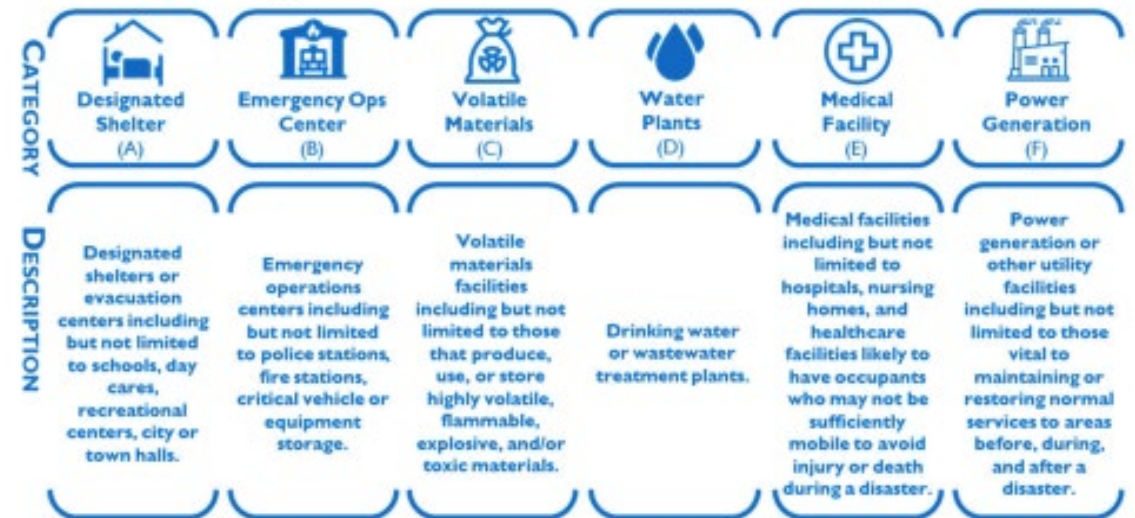 CATEGORY
Designated
Shelter
(A)
Emergency Ops
Center
(B)
Volatile
Materials
(C)
Water
Plants
(D)
Medical
Facility
(E)
Power
Generation
(F)
DESCRIPTION
Designated
shelters or
evacuation
centers including
but not limited
to schools, day
cares,
recreational
centers, city or
town halls.
Emergency
operations
centers including
but not limited
to police stations,
fire stations,
critical vehicle or
equipment
storage.
Volatile
materials
facilities
including but not
limited to those
that produce,
use, or store
highly volatile,
flammable,
explosive, and/or
toxic materials.
Drinking water
or wastewater
treatment plants.
Medical facilities
including but not
limited to
hospitals, nursing
homes, and
healthcare
facilities likely to
have occupants
who may not be
sufficiently
mobile to avoid
injury or death
during a disaster.
Power
generation or
other utility
facilities
including but not
limited to those
vital to
maintaining or
restoring normal
services to areas
before, during,
and after a
disaster.